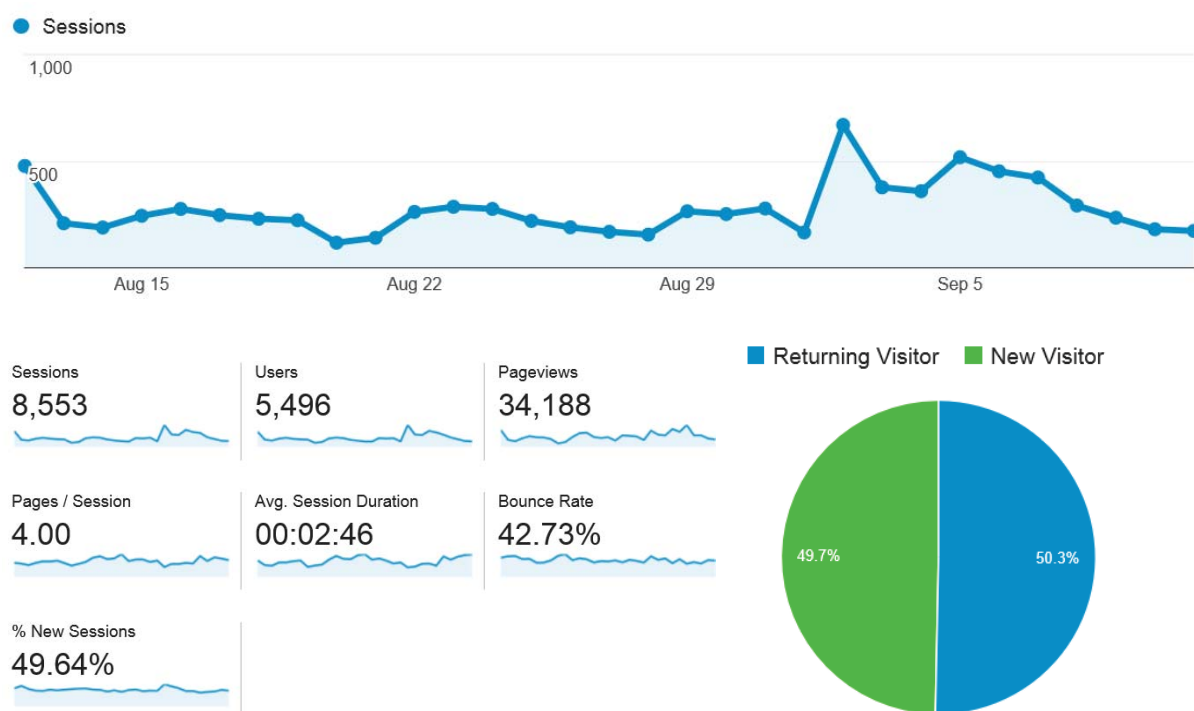 Sessions
1,000
500
Aug 15 Aug 22 Aug 29 Sep 5
Returning Visitor New Visitor
Sessions Users Pageviews
8,553 5,496 34,188
Pages / Session Avg. Session Duration Bounce Rate
4.00 00:02:46 42.73%
49.7% 50.3%
% New Sessions
49.64%